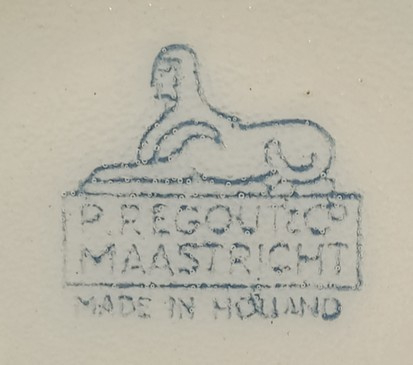 P. REGOUT & Cº
MAASTRICHT
MADE IN HOLLAND